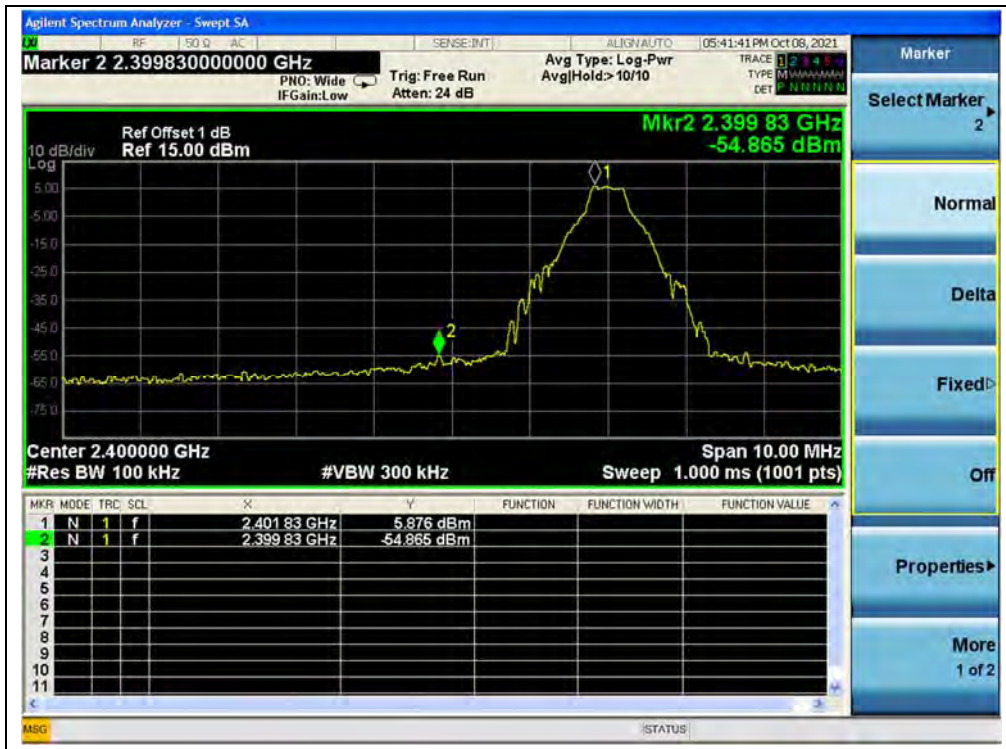 Agilent Spectrum Analyzer - Swept SA
LXI RF 50 Ω AC SENSE:INT ALIGN AUTO 05:41:41 PM Oct 08, 2021
Marker 2 2.399830000000 GHz
PNO: Wide
IFGain:Low
Trig: Free Run
Atten: 24 dB
Avg Type: Log-Pwr
Avg|Hold:>10/10
TRACE 1 2 3 4 5 6
TYPE M WWWWW
DET P N N N N N
Mkr2 2.399 83 GHz
-54.865 dBm
Ref Offset 1 dB
10 dB/div Ref 15.00 dBm
Log
5.00
-5.00
-15.0
-25.0
-35.0
-45.0
-55.0
-65.0
-75.0
1
2
Center 2.400000 GHz Span 10.00 MHz
#Res BW 100 kHz #VBW 300 kHz Sweep 1.000 ms (1001 pts)
MKR MODE TRC SCL X Y FUNCTION FUNCTION WIDTH FUNCTION VALUE
1 N 1 f 2.401 83 GHz 5.876 dBm
2 N 1 f 2.399 83 GHz -54.865 dBm
3
4
5
6
7
8
9
10
11
MSG STATUS
Marker
Select Marker
2
Normal
Delta
Fixed
Off
Properties
More
1 of 2